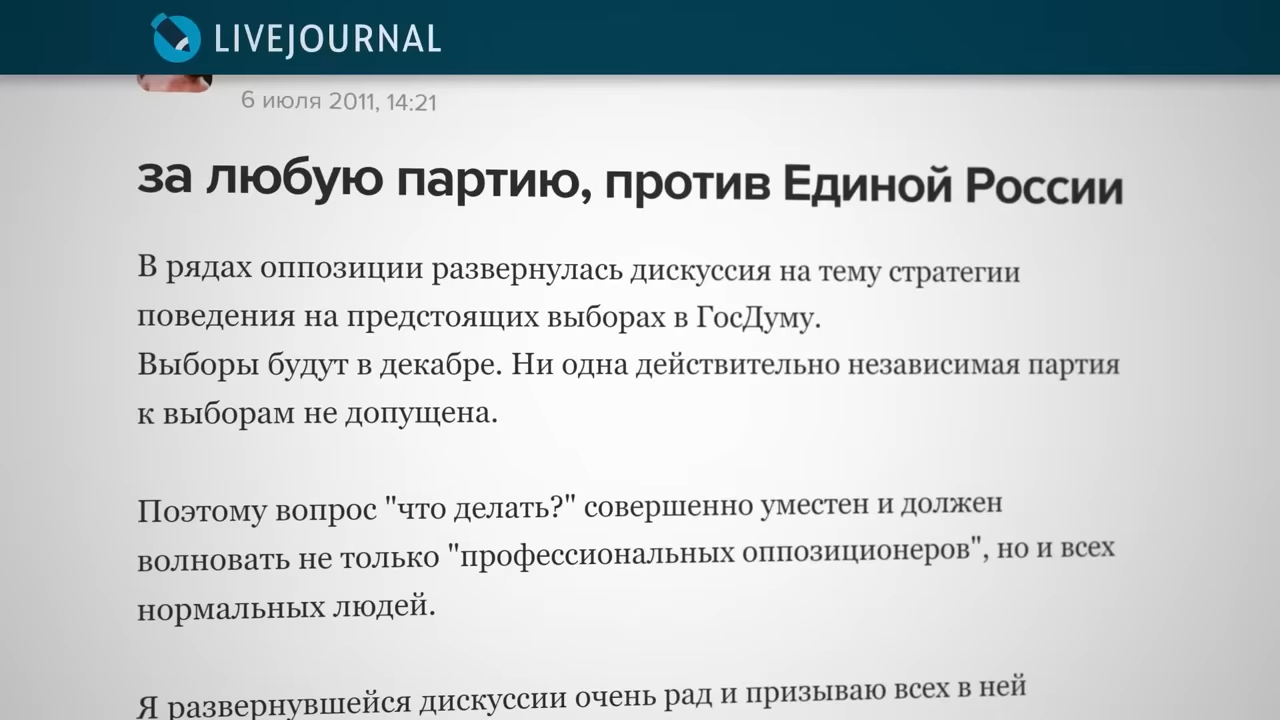 LIVEJOURNAL
6 июля 2011, 14:21
за любую партию, против Единой России
В рядах оппозиции развернулась дискуссия на тему стратегии
поведения на предстоящих выборах в ГосДуму.
Выборы будут в декабре. Ни одна действительно независимая партия
к выборам не допущена.
Поэтому вопрос "что делать?" совершенно уместен и должен
волновать не только "профессиональных оппозиционеров", но и всех
нормальных людей.
Я развернувшейся дискуссии очень рад и призываю всех в ней